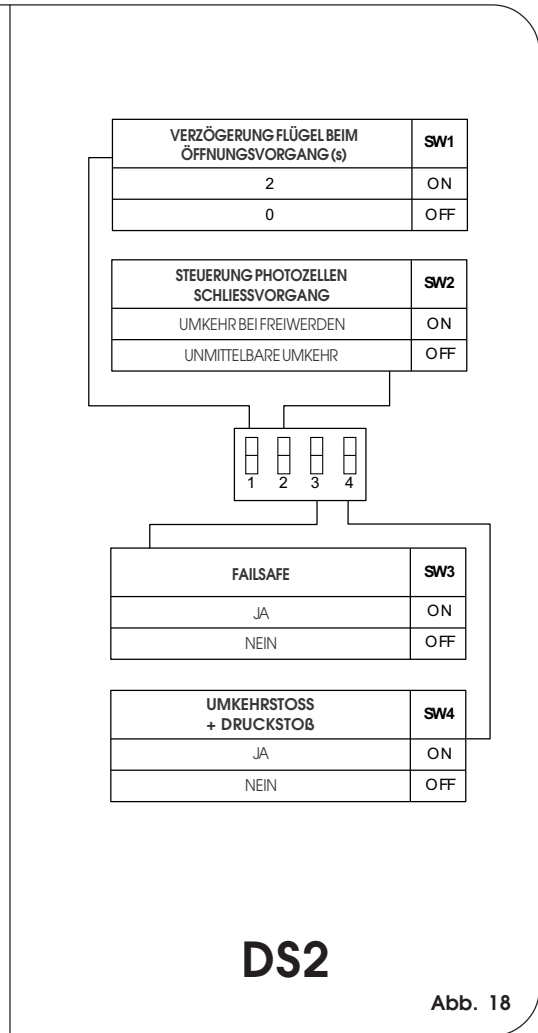 VERZÖGERUNG FLÜGEL BEIM
ÖFFNUNGSVORGANG (s)
SW1
2
ON
0
OFF
STEUERUNG PHOTOZELLEN
SCHLIESSVORGANG
SW2
UMKEHR BEI FREIWERDEN
ON
UNMITTELBARE UMKEHR
OFF
1 2 3 4
FAILSAFE
SW3
JA
ON
NEIN
OFF
UMKEHRSTOSS
+ DRUCKSTOß
SW4
JA
ON
NEIN
OFF
DS2
Abb. 18